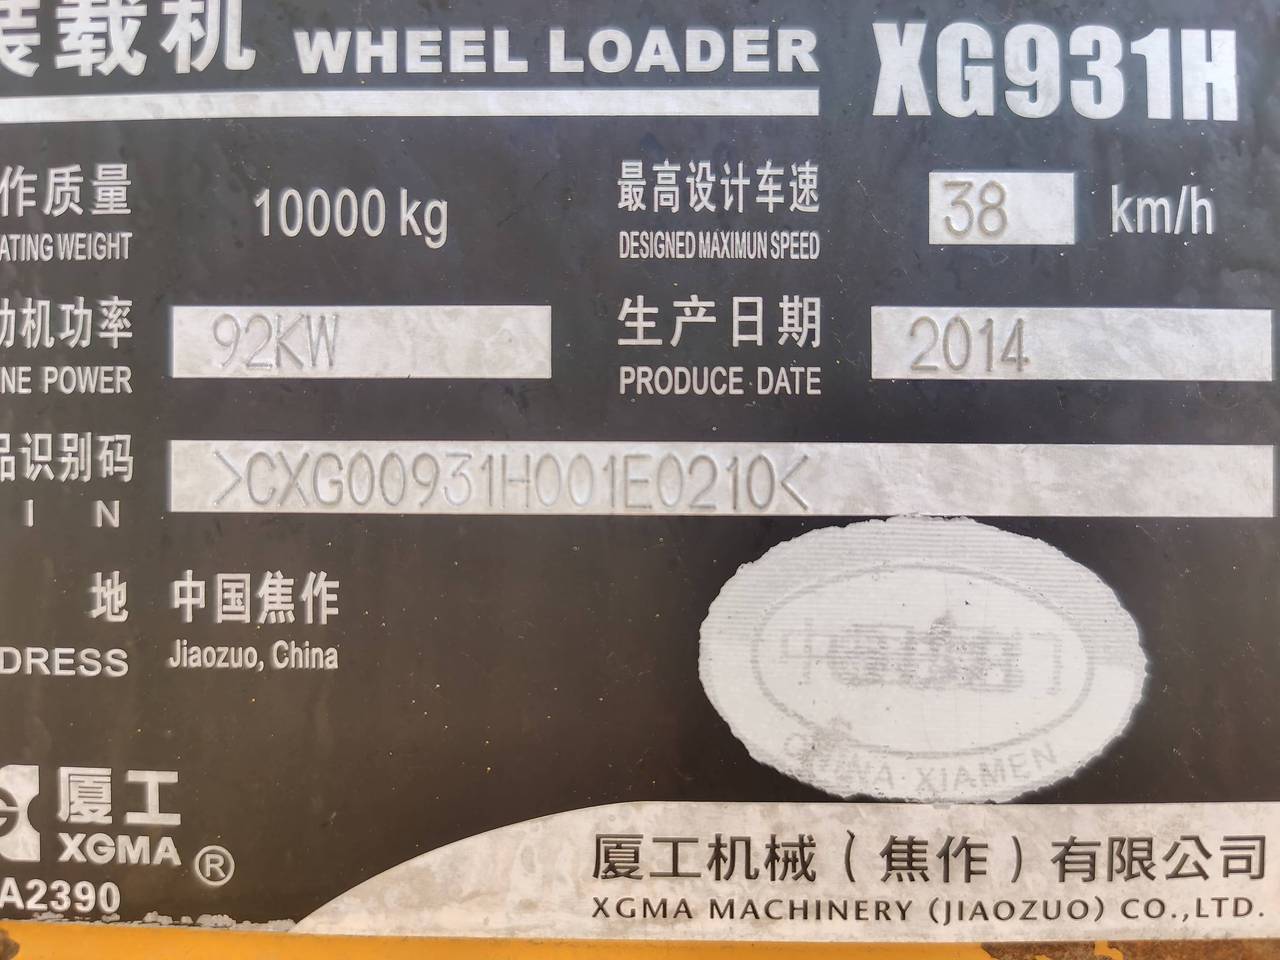 装载机 WHEEL LOADER XG931H
作质量 10000 kg 最高设计车速 38 km/h
ATING WEIGHT DESIGNED MAXIMUN SPEED
动机功率 92KW 生产日期 2014
NE POWER PRODUCE DATE
品识别码 >CXG00931H001E0210<
I N
地 中国焦作
DRESS Jiaozuo, China
CHINA XIAMEN
厦工
XGMA ®
A2390
厦工机械(焦作)有限公司
XGMA MACHINERY (JIAOZUO) CO.,LTD.